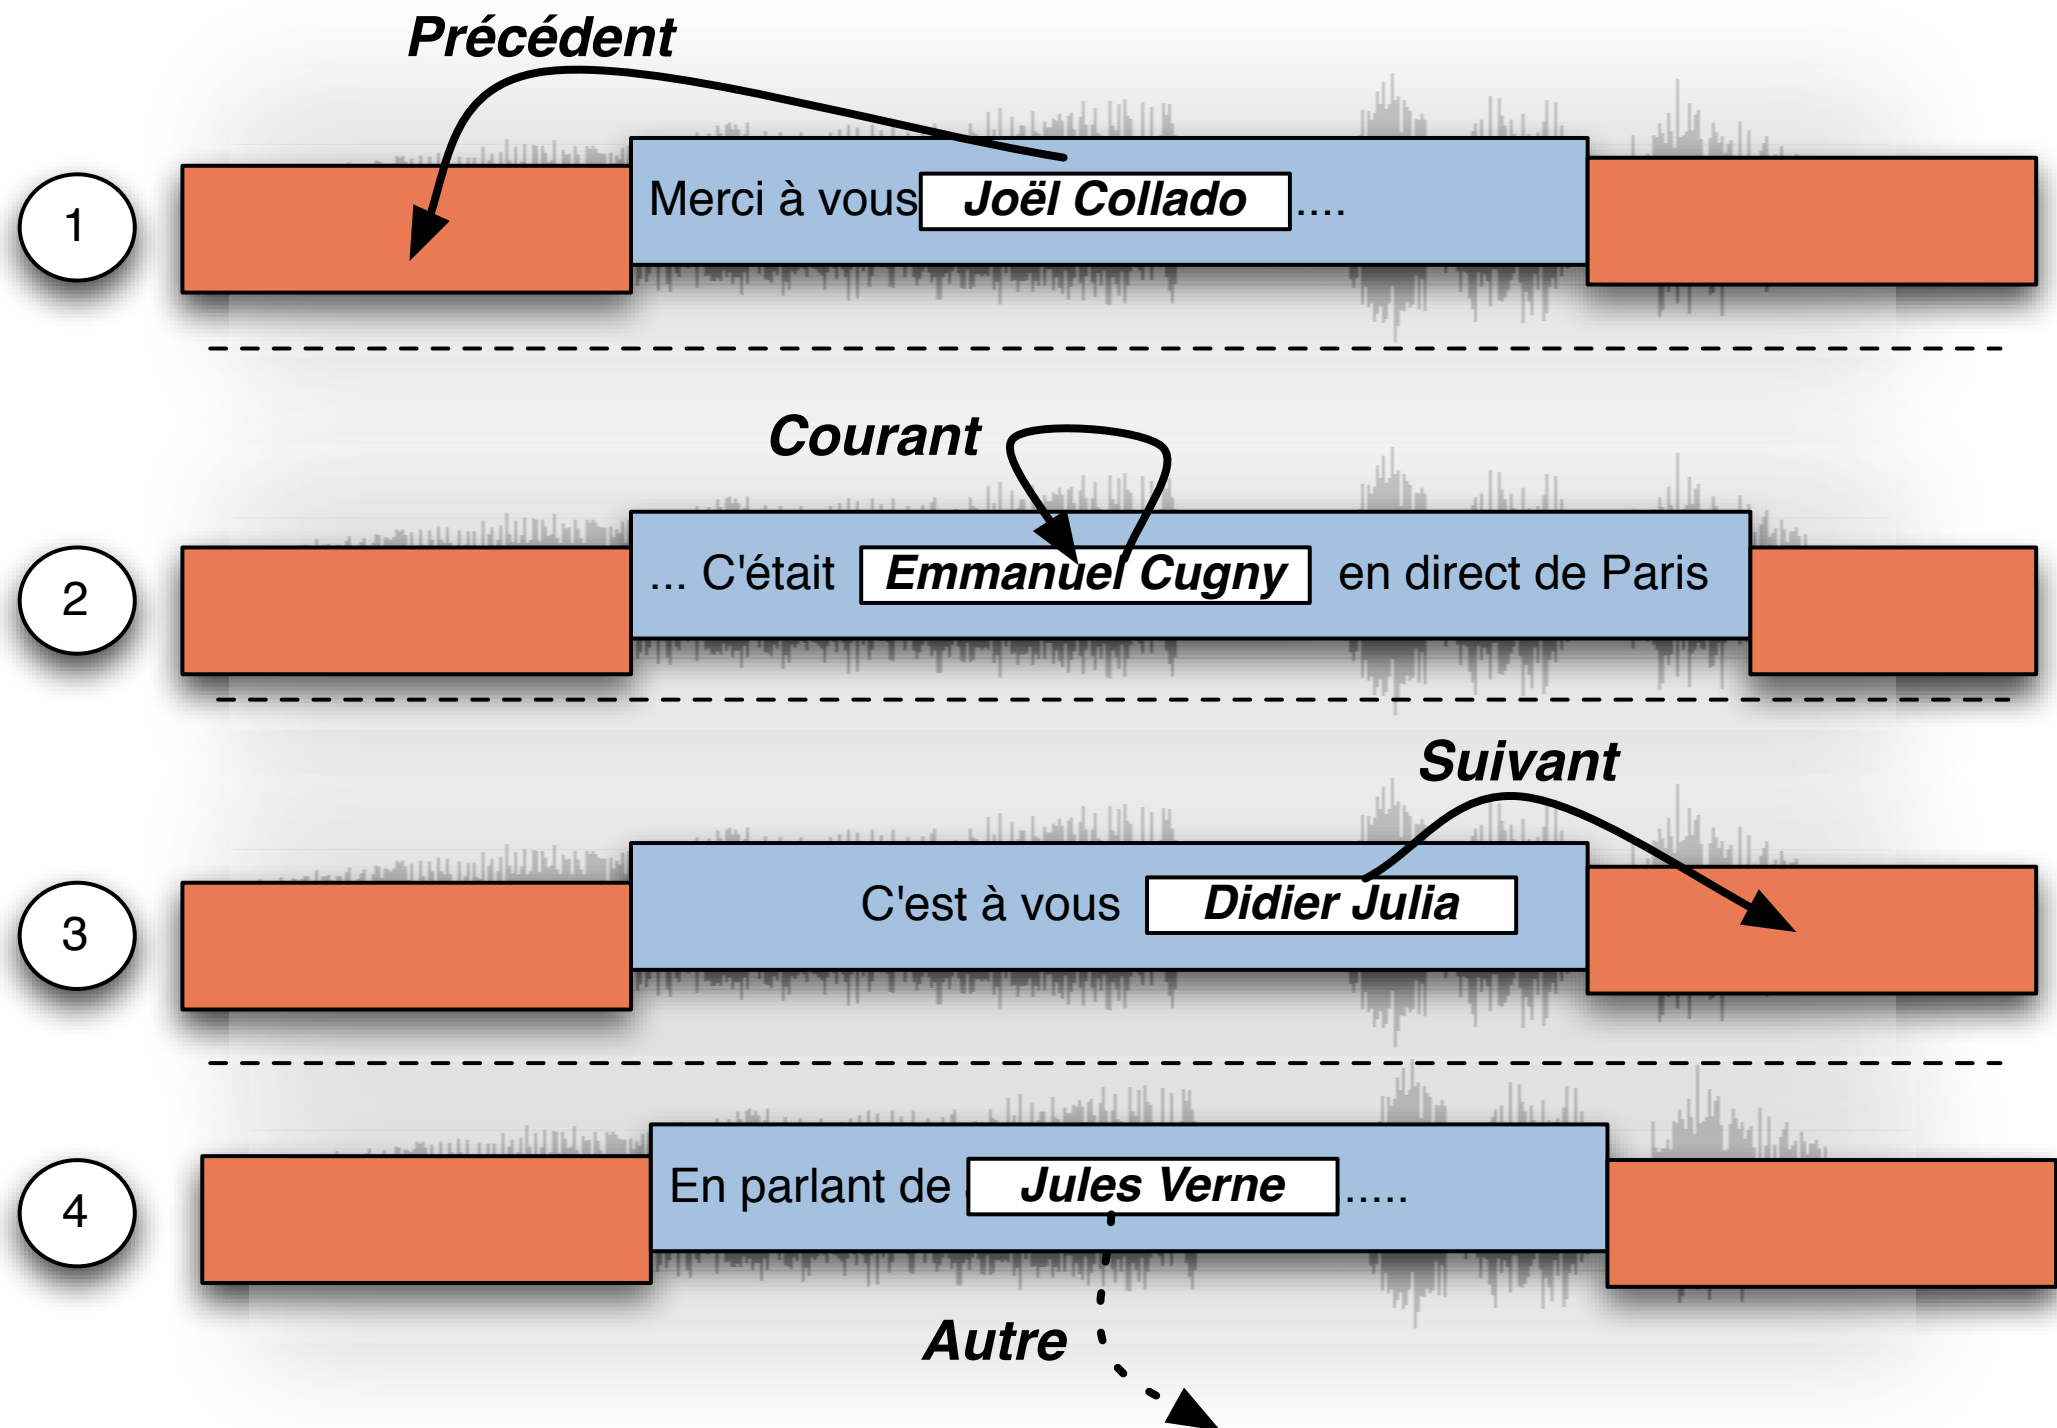 Précédent
1
Merci à vous Joël Collado ....
Courant
2
... C'était Emmanuel Cugny en direct de Paris
Suivant
3
C'est à vous Didier Julia
4
En parlant de Jules Verne .....
Autre